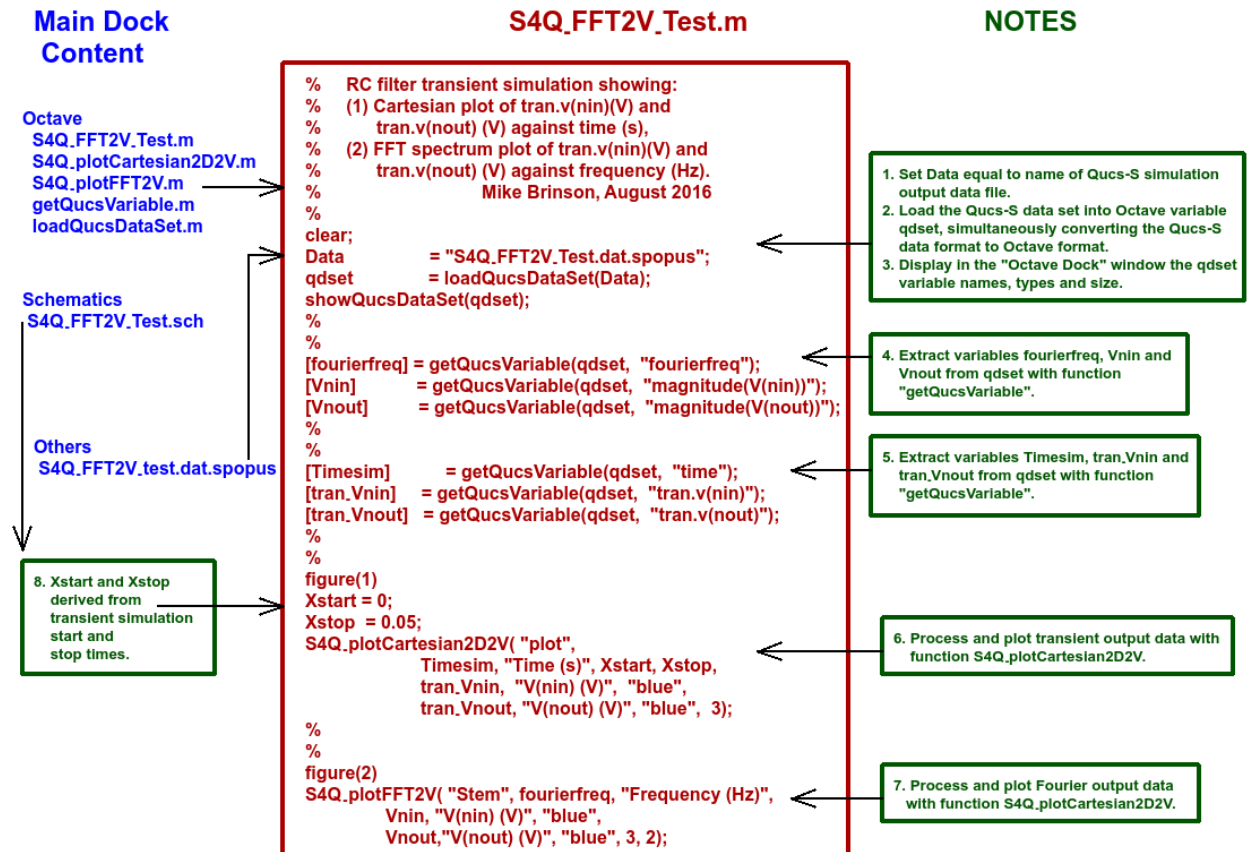 Main Dock
Content
S4Q_FFT2V_Test.m
NOTES
Octave
S4Q_FFT2V_Test.m
S4Q_plotCartesian2D2V.m
S4Q_plotFFT2V.m
getQucsVariable.m
loadQucsDataSet.m
Schematics
S4Q_FFT2V_Test.sch
Others
S4Q_FFT2V_test.dat.spopus
8. Xstart and Xstop
derived from
transient simulation
start and
stop times.
% RC filter transient simulation showing:
% (1) Cartesian plot of tran.v(nin)(V) and
% tran.v(nout) (V) against time (s),
% (2) FFT spectrum plot of tran.v(nin)(V) and
% tran.v(nout) (V) against frequency (Hz).
% Mike Brinson, August 2016
%
clear;
Data = "S4Q_FFT2V_Test.dat.spopus";
qdset = loadQucsDataSet(Data);
showQucsDataSet(qdset);
%
%
[fourierfreq] = getQucsVariable(qdset, "fourierfreq");
[Vnin] = getQucsVariable(qdset, "magnitude(V(nin))");
[Vnout] = getQucsVariable(qdset, "magnitude(V(nout))");
%
%
[Timesim] = getQucsVariable(qdset, "time");
[tran_Vnin] = getQucsVariable(qdset, "tran.v(nin)");
[tran_Vnout] = getQucsVariable(qdset, "tran.v(nout)");
%
%
figure(1)
Xstart = 0;
Xstop = 0.05;
S4Q_plotCartesian2D2V( "plot",
Timesim, "Time (s)", Xstart, Xstop,
tran_Vnin, "V(nin) (V)", "blue",
tran_Vnout, "V(nout) (V)", "blue", 3);
%
%
figure(2)
S4Q_plotFFT2V( "Stem", fourierfreq, "Frequency (Hz)",
Vnin, "V(nin) (V)", "blue",
Vnout,"V(nout) (V)", "blue", 3, 2);
1. Set Data equal to name of Qucs-S simulation
output data file.
2. Load the Qucs-S data set into Octave variable
qdset, simultaneously converting the Qucs-S
data format to Octave format.
3. Display in the "Octave Dock" window the qdset
variable names, types and size.
4. Extract variables fourierfreq, Vnin and
Vnout from qdset with function
"getQucsVariable".
5. Extract variables Timesim, tran_Vnin and
tran_Vnout from qdset with function
"getQucsVariable".
6. Process and plot transient output data with
function S4Q_plotCartesian2D2V.
7. Process and plot Fourier output data
with function S4Q_plotCartesian2D2V.